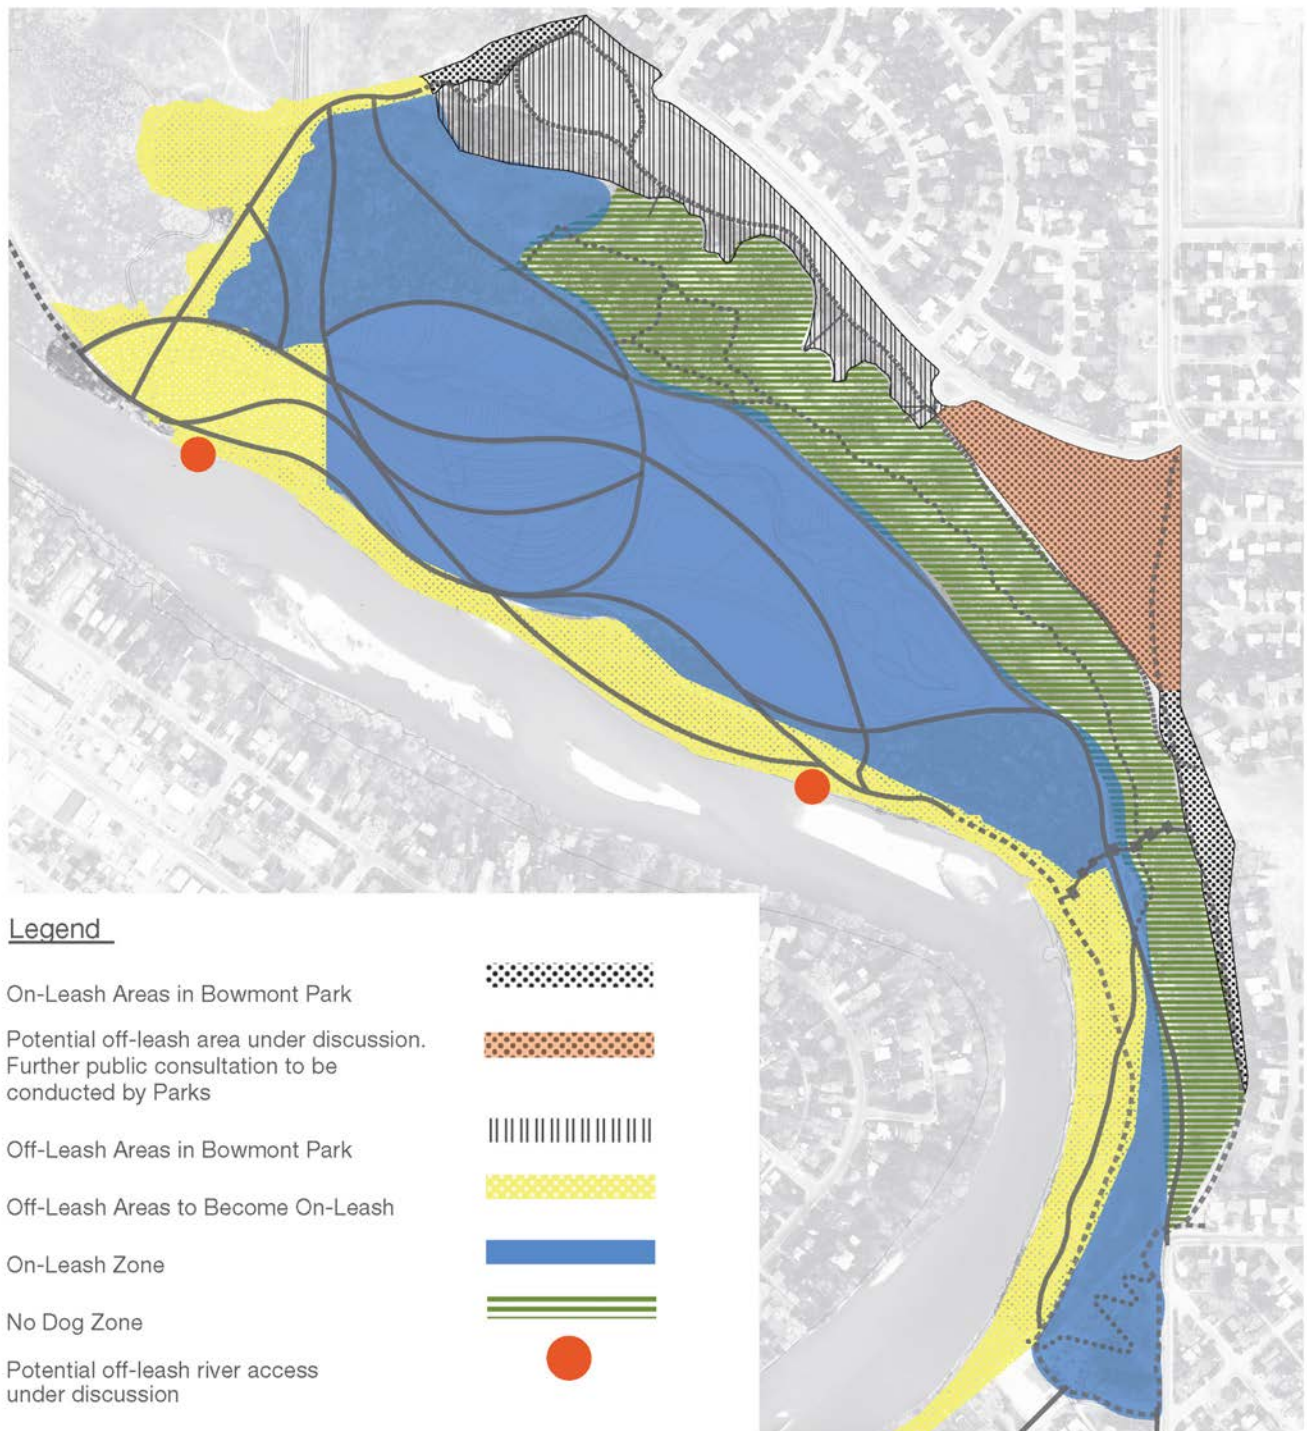 Legend
On-Leash Areas in Bowmont Park
Potential off-leash area under discussion.
Further public consultation to be
conducted by Parks
Off-Leash Areas in Bowmont Park
Off-Leash Areas to Become On-Leash
On-Leash Zone
No Dog Zone
Potential off-leash river access
under discussion